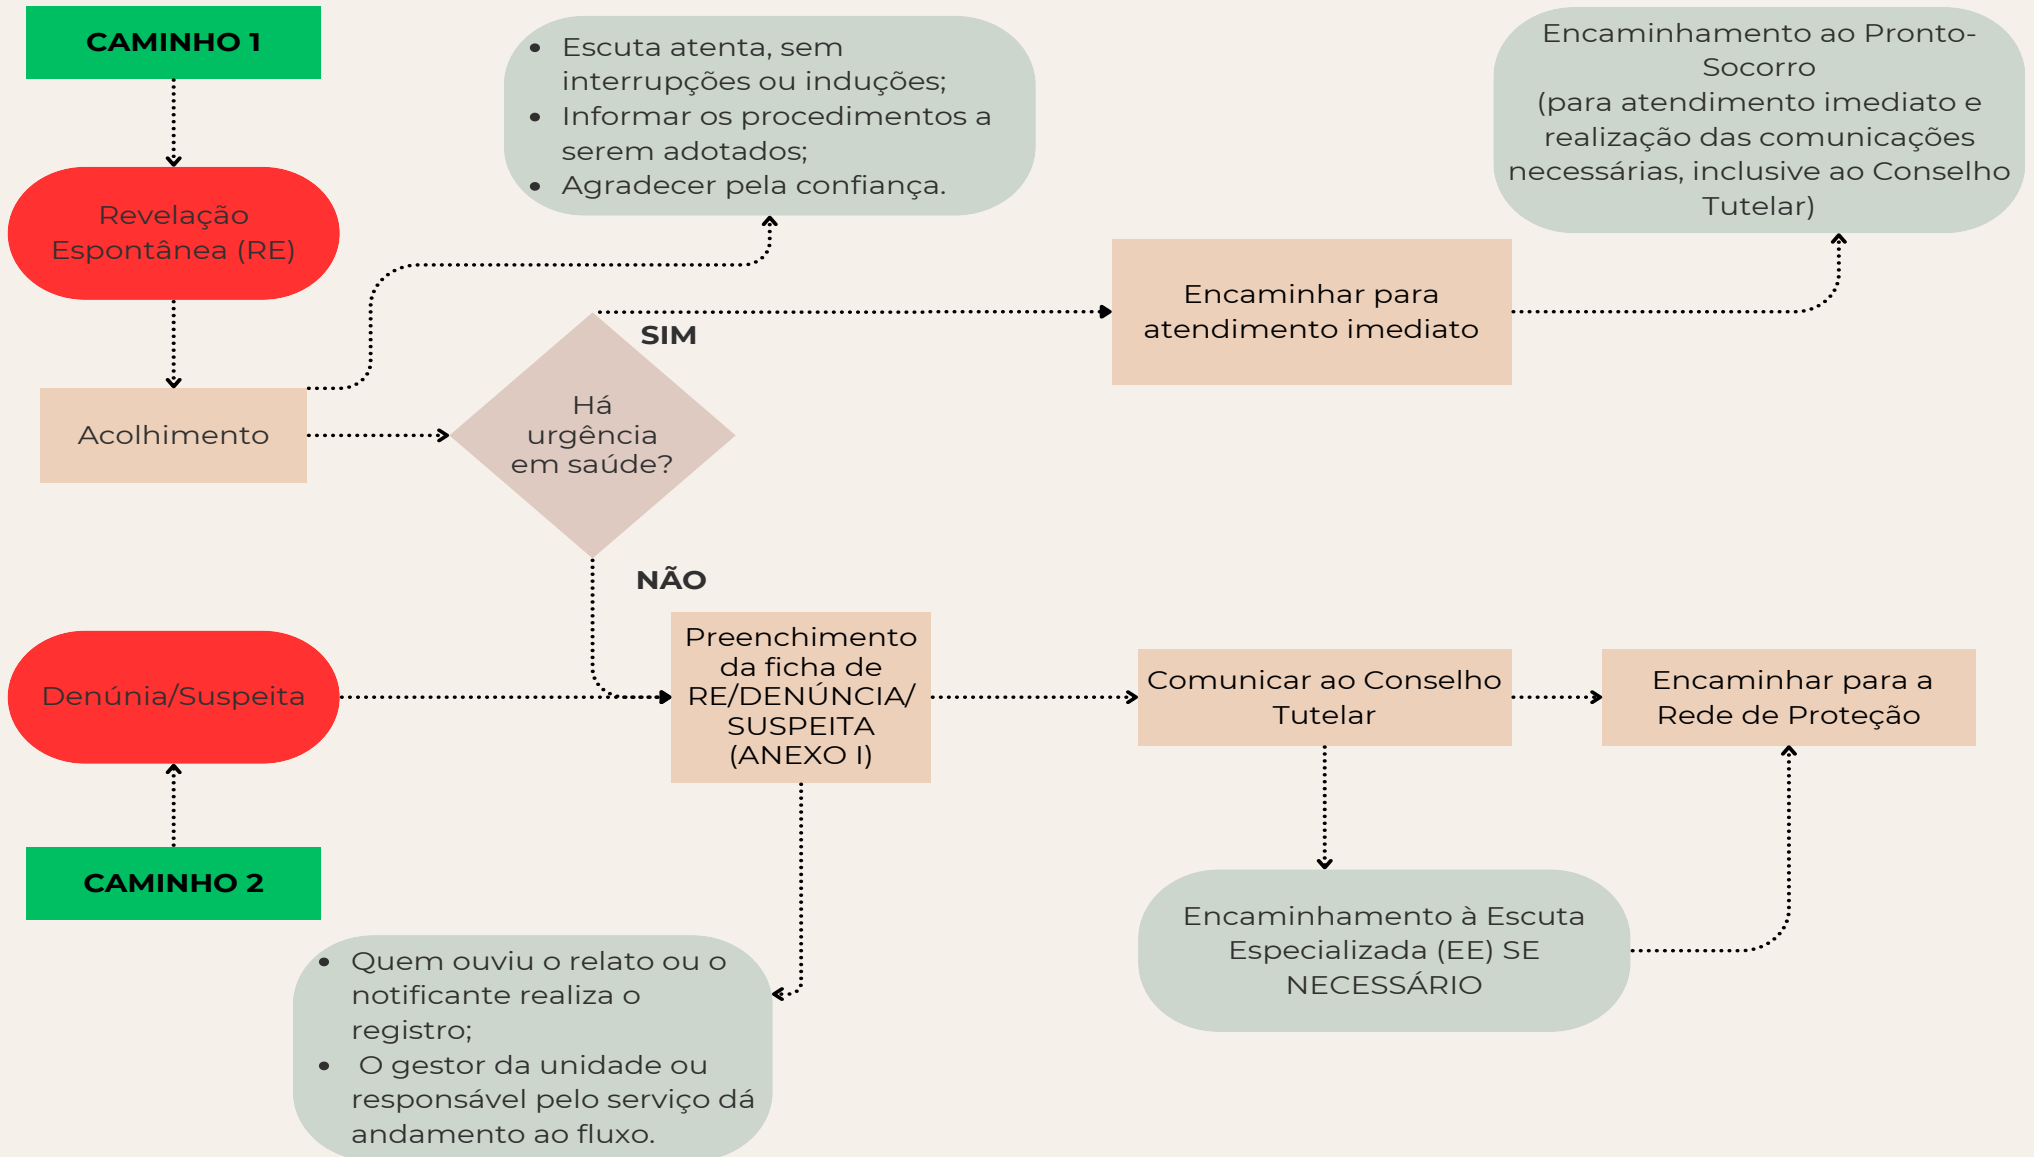 CAMINHO 1
Revelação
Espontânea (RE)
Acolhimento
• Escuta atenta, sem
interrupções ou induções;
• Informar os procedimentos a
serem adotados;
• Agradecer pela confiança.
Há
urgência
em saúde?
SIM
Encaminhar para
atendimento imediato
Encaminhamento ao Pronto-
Socorro
(para atendimento imediato e
realização das comunicações
necessárias, inclusive ao Conselho
Tutelar)
NÃO
CAMINHO 2
Denúnia/Suspeita
Preenchimento
da ficha de
RE/DENÚNCIA/
SUSPEITA
(ANEXO I)
• Quem ouviu o relato ou o
notificante realiza o
registro;
• O gestor da unidade ou
responsável pelo serviço dá
andamento ao fluxo.
Comunicar ao Conselho
Tutelar
Encaminhamento à Escuta
Especializada (EE) SE
NECESSÁRIO
Encaminhar para a
Rede de Proteção